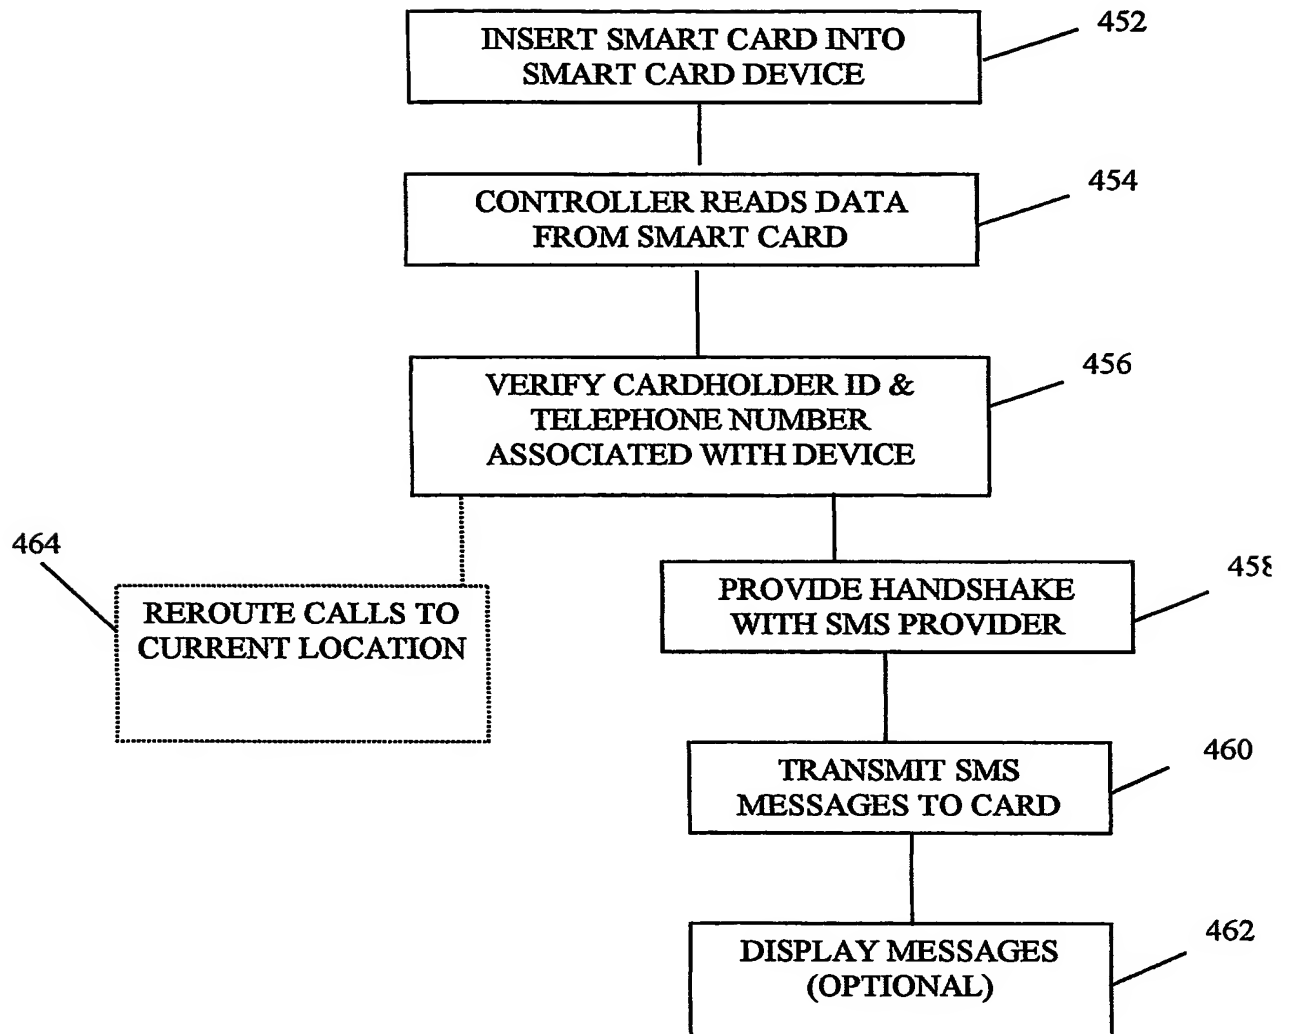 INSERT SMART CARD INTO
SMART CARD DEVICE
452
CONTROLLER READS DATA
FROM SMART CARD
454
VERIFY CARDHOLDER ID &
TELEPHONE NUMBER
ASSOCIATED WITH DEVICE
456
464
REROUTE CALLS TO
CURRENT LOCATION
PROVIDE HANDSHAKE
WITH SMS PROVIDER
458
TRANSMIT SMS
MESSAGES TO CARD
460
DISPLAY MESSAGES
(OPTIONAL)
462